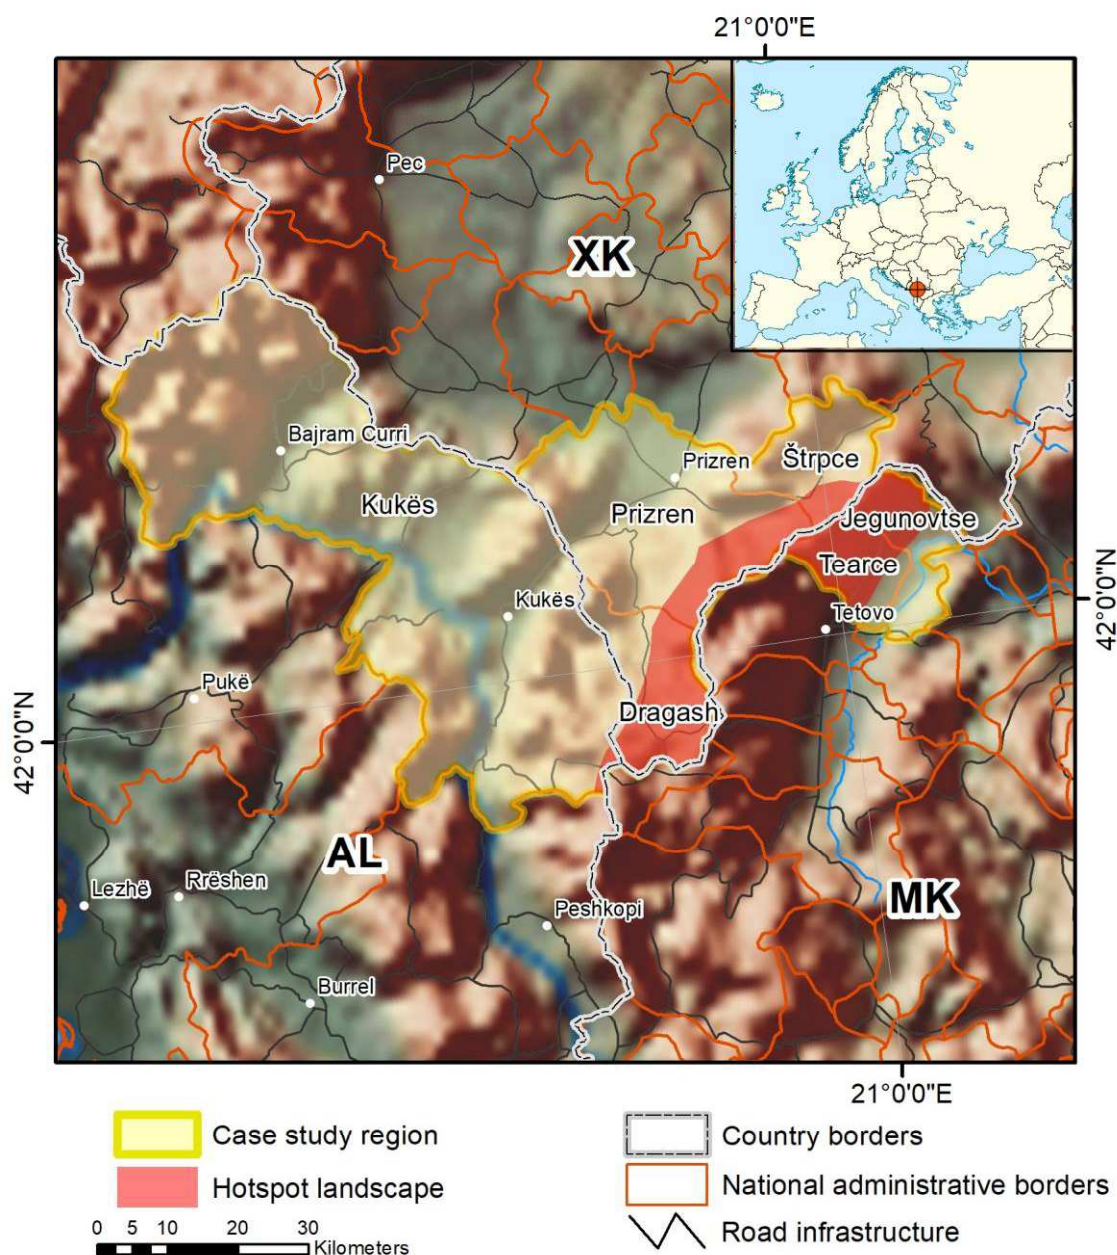 21°0'0"E
Pec
XK
Bajram Curri
Prizren
Štrpce
Kukës
Prizren
Jegunovtse
Tearce
Kukës
Tetovo
42°0'0"N
Pukë
Dragash
42°0'0"N
AL
Rrëshen
Lezhë
MK
Peshkopi
Burrel
21°0'0"E
Case study region
Country borders
Hotspot landscape
National administrative borders
0 5 10 20 30
Kilometers
Road infrastructure